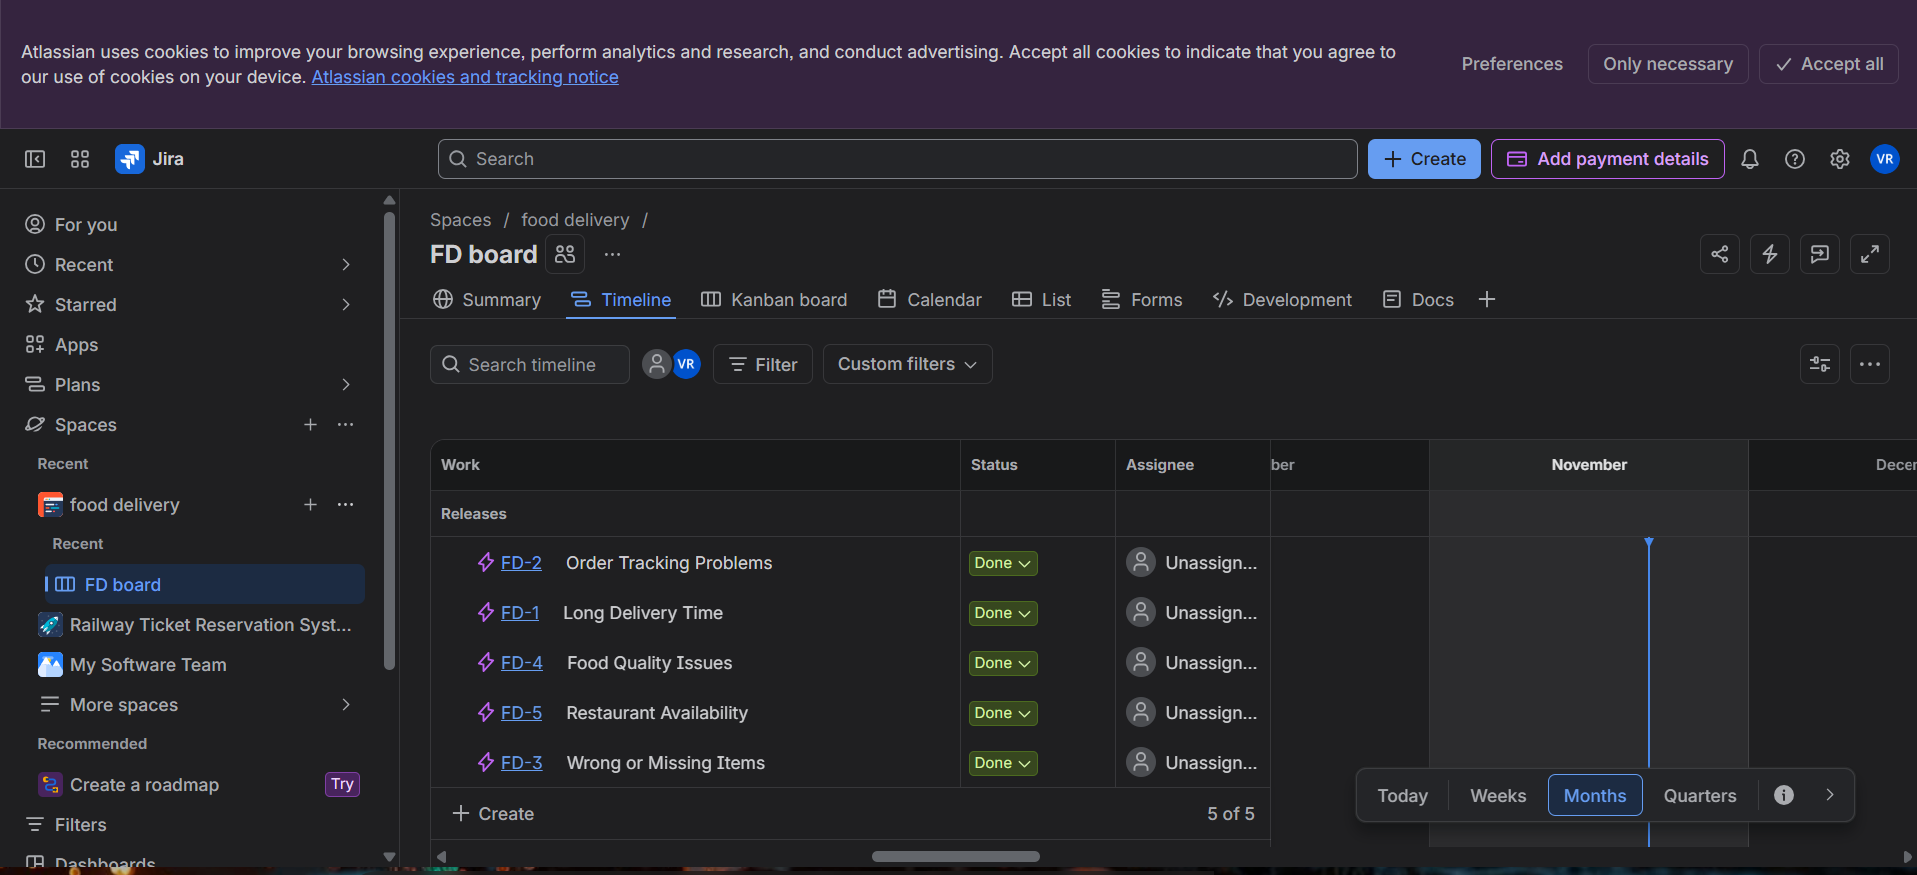 Atlassian uses cookies to improve your browsing experience, perform analytics and research, and conduct advertising. Accept all cookies to indicate that you agree to
our use of cookies on your device. Atlassian cookies and tracking notice
Preferences
Only necessary
Accept all
Jira
Search
Create
Add payment details
VR
For you
Recent
Starred
Apps
Plans
Spaces
Recent
food delivery
Recent
FD board
Railway Ticket Reservation Syst...
My Software Team
More spaces
Recommended
Create a roadmap
Try
Filters
Dashboards
Spaces / food delivery /
FD board
Summary
Timeline
Kanban board
Calendar
List
Forms
Development
Docs
Search timeline
VR
Filter
Custom filters
Work Status Assignee ber November Decer
Releases
FD-2 Order Tracking Problems Done Unassign...
FD-1 Long Delivery Time Done Unassign...
FD-4 Food Quality Issues Done Unassign...
FD-5 Restaurant Availability Done Unassign...
FD-3 Wrong or Missing Items Done Unassign...
Create 5 of 5
Today
Weeks
Months
Quarters